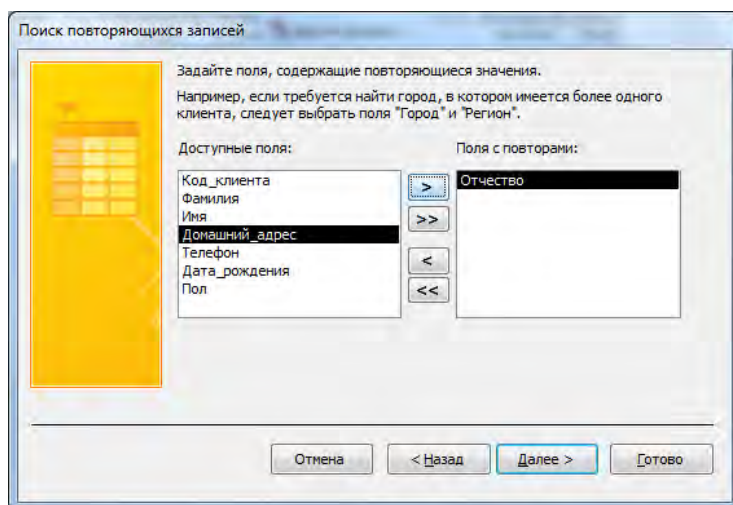 Поиск повторяющихся записей
Задайте поля, содержащие повторяющиеся значения.
Например, если требуется найти город, в котором имеется более одного
клиента, следует выбрать поля "Город" и "Регион".
Доступные поля:
Поля с повторами:
Код_клиента
Фамилия
Имя
Домашний_адрес
Телефон
Дата_рождения
Пол
>
>>
<
<<
Отчество
Отмена
< Назад
Далее >
Готово